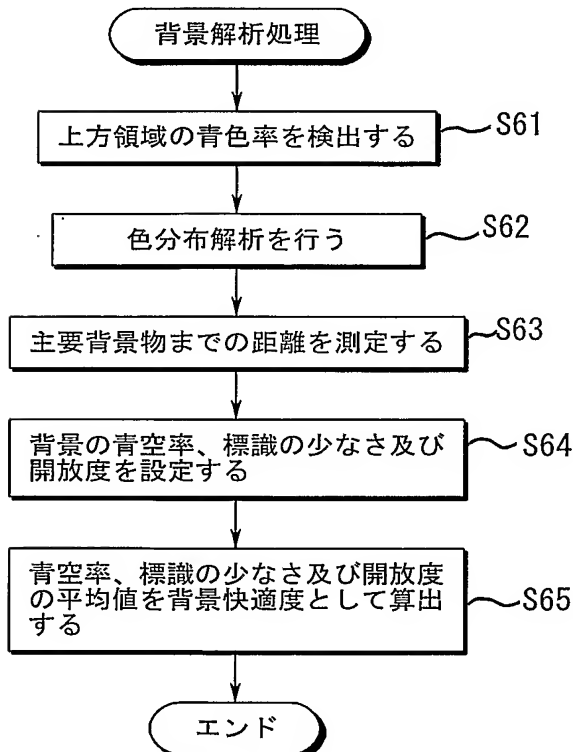 背景解析処理
上方領域の青色率を検出する
S61
色分布解析を行う
S62
主要背景物までの距離を測定する
S63
背景の青空率、標識の少なさ及び
開放度を設定する
S64
青空率、標識の少なさ及び開放度
の平均値を背景快適度として算出
する
S65
エンド